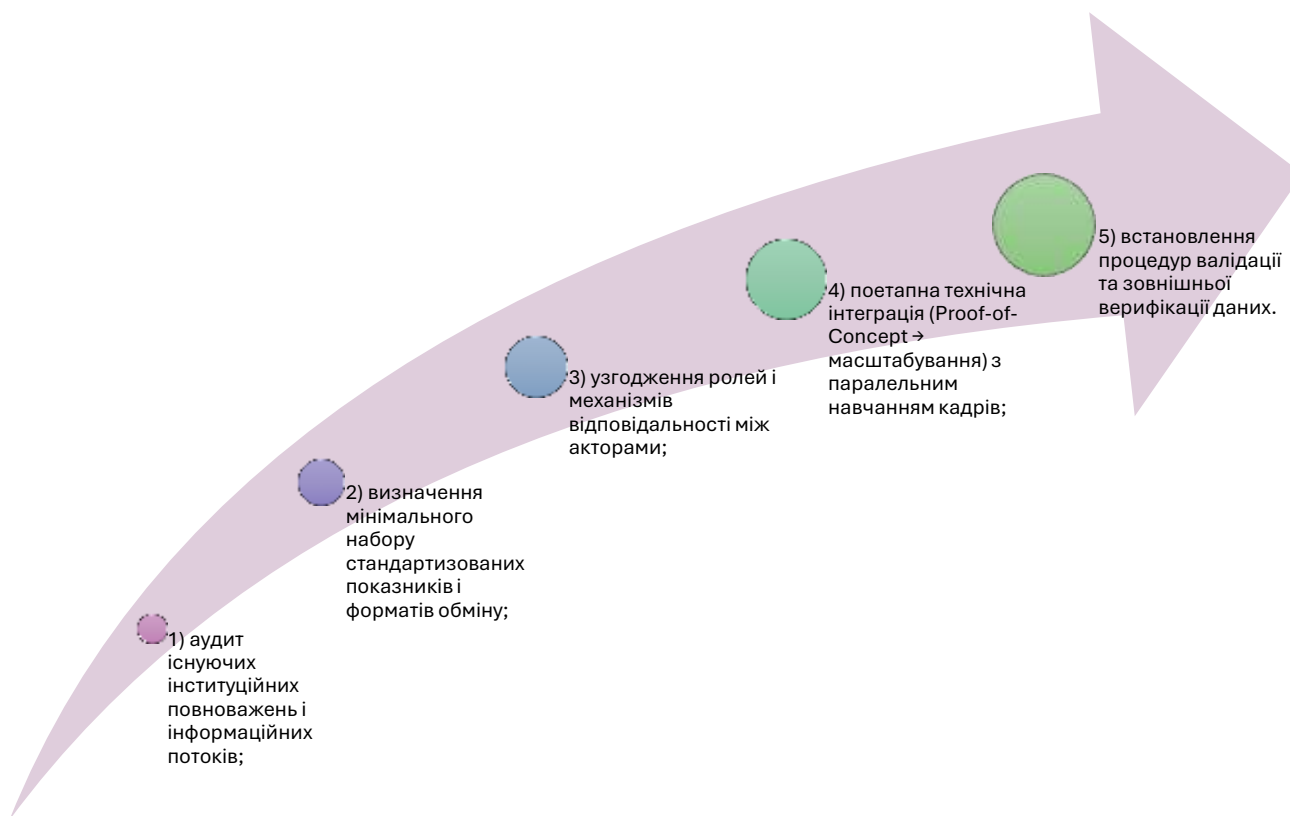 1) аудит
існуючих
інституційних
повноважень і
інформаційних
потоків;
2) визначення
мінімального
набору
стандартизованих
показників і
форматів обміну;
3) узгодження ролей і
механізмів
відповідальності між
акторами;
4) поетапна технічна
інтеграція (Proof-of-
Concept →
масштабування) з
паралельним
навчанням кадрів;
5) встановлення
процедур валідації
та зовнішньої
верифікації даних.